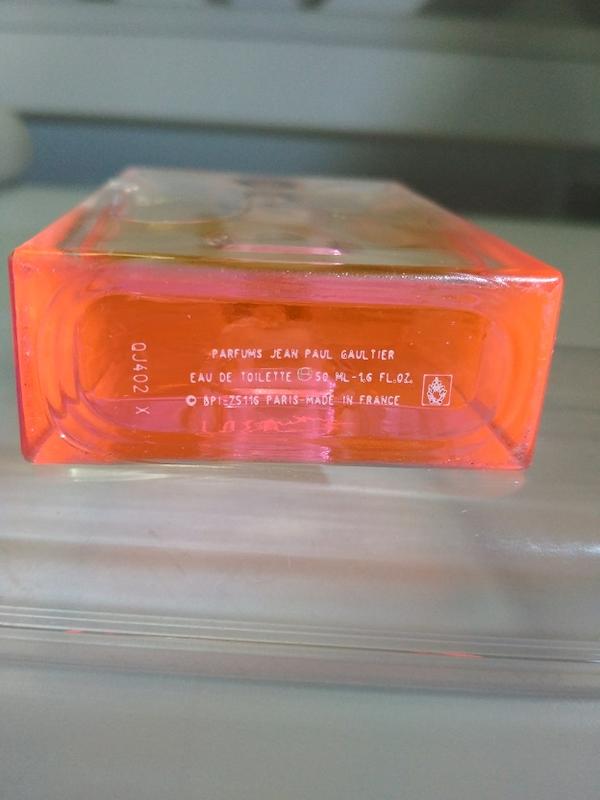 PARFUMS JEAN PAUL GAULTIER
EAU DE TOILETTE ⊖ 50 ML-1.6 FL.OZ.
© BPI-75116 PARIS-MADE IN FRANCE
QJ402 X